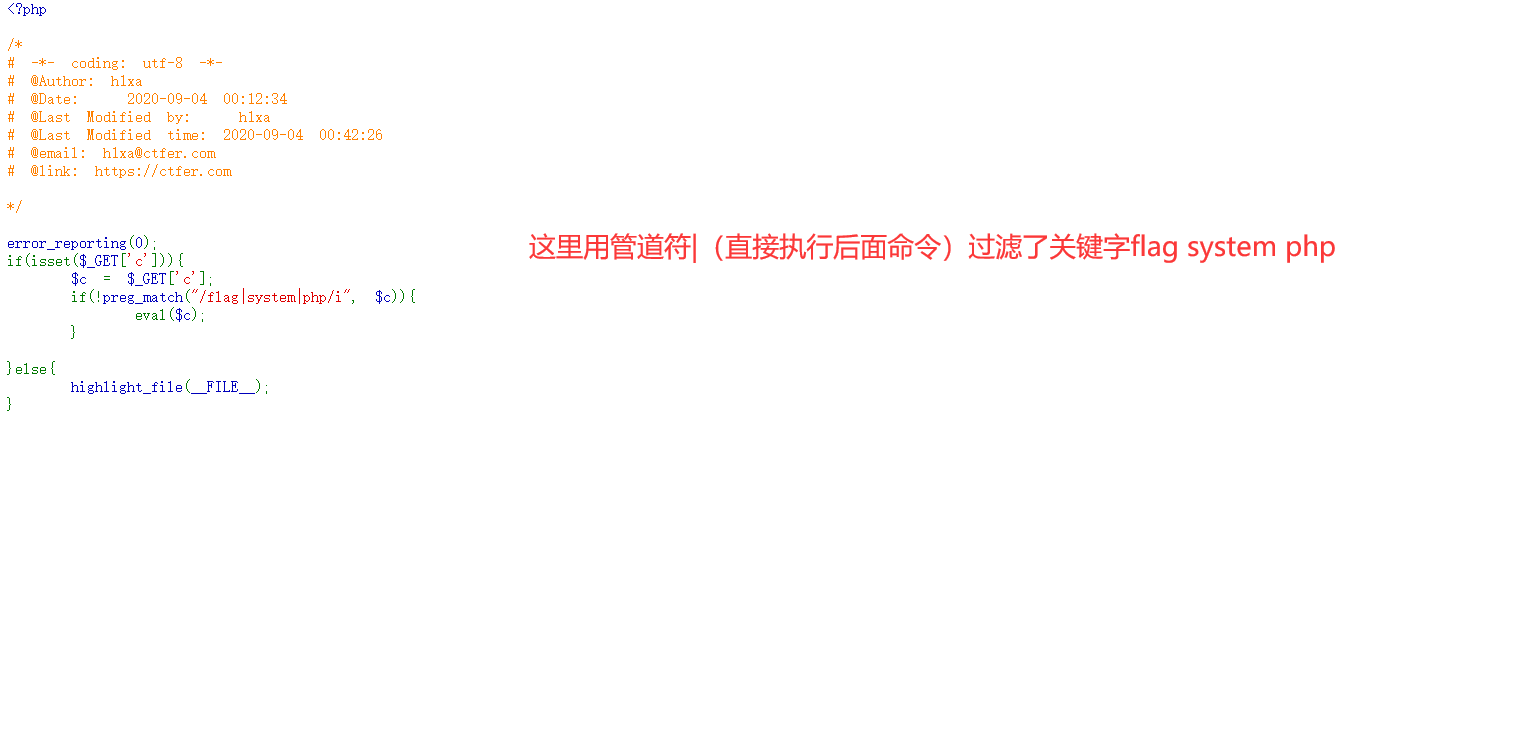 <?php
/*
# -*- coding: utf-8 -*-
# @Author: h1xa
# @Date: 2020-09-04 00:12:34
# @Last Modified by: h1xa
# @Last Modified time: 2020-09-04 00:42:26
# @email: h1xa@ctfer.com
# @link: https://ctfer.com
*/
error_reporting(0);
这里用管道符|（直接执行后面命令）过滤了关键字flag system php
if(isset($_GET['c'])){
$c = $_GET['c'];
if(!preg_match("/flag|system|php/i", $c)){
eval($c);
}
}else{
highlight_file(__FILE__);
}